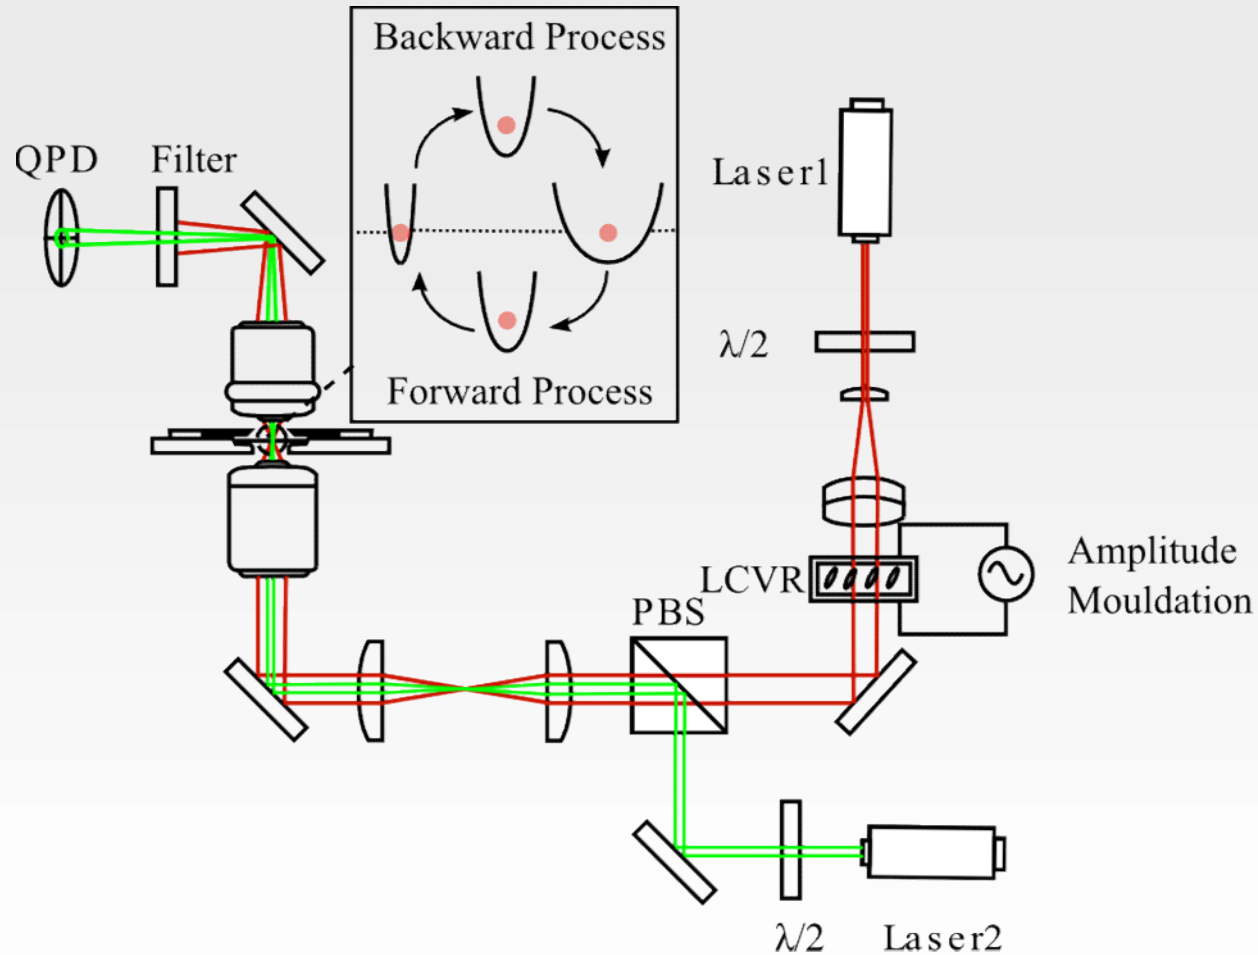 Backward Process
QPD
Filter
Laser1
λ/2
Forward Process
LCVR
Amplitude
Mouldation
PBS
λ/2
Laser2